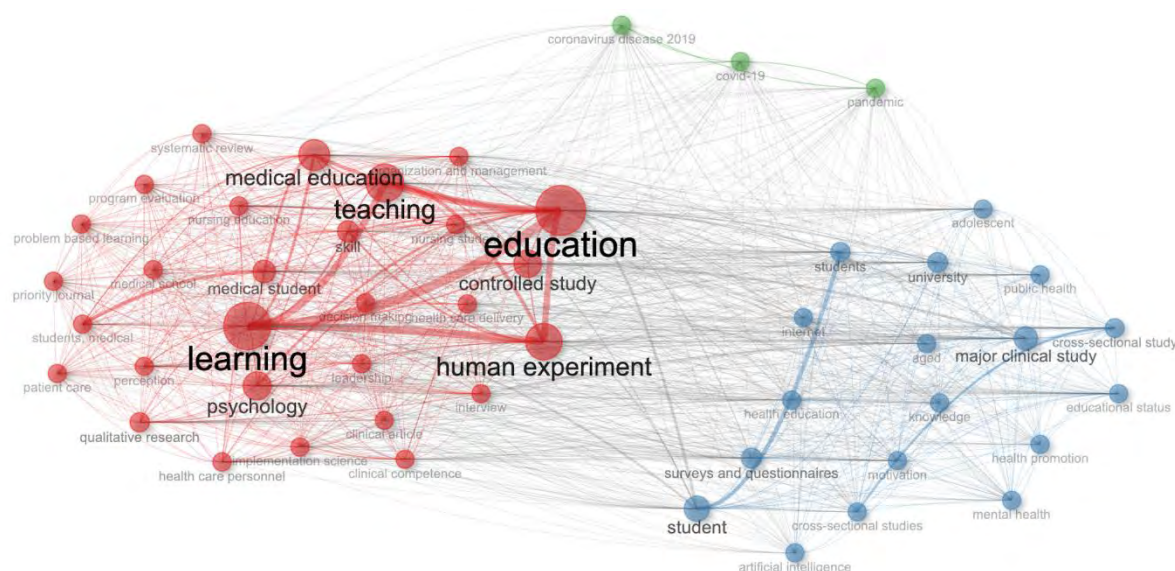 coronavirus disease 2019
covid-19
pandemic
systematic review
medical education
organization and management
program evaluation
teaching
nursing education
problem based learning
skill
nursing student
education
medical school
medical student
controlled study
priority journal
decision making
health care delivery
students, medical
learning
human experiment
patient care
perception
leadership
psychology
interview
qualitative research
clinical article
implementation science
health care personnel
clinical competence
adolescent
students
university
public health
internet
aged
cross-sectional study
major clinical study
health education
knowledge
educational status
surveys and questionnaires
motivation
health promotion
student
cross-sectional studies
mental health
artificial intelligence